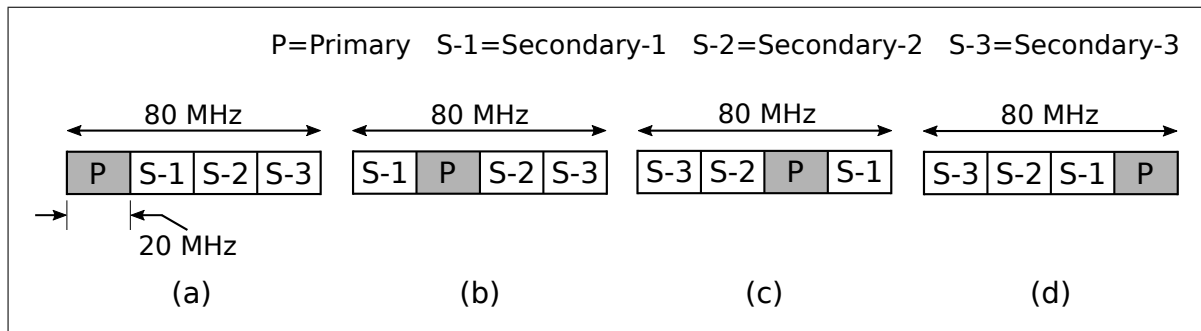 P=Primary S-1=Secondary-1 S-2=Secondary-2 S-3=Secondary-3
80 MHz 80 MHz 80 MHz 80 MHz
P S-1 S-2 S-3 S-1 P S-2 S-3 S-3 S-2 P S-1 S-3 S-2 S-1 P
20 MHz
(a) (b) (c) (d)